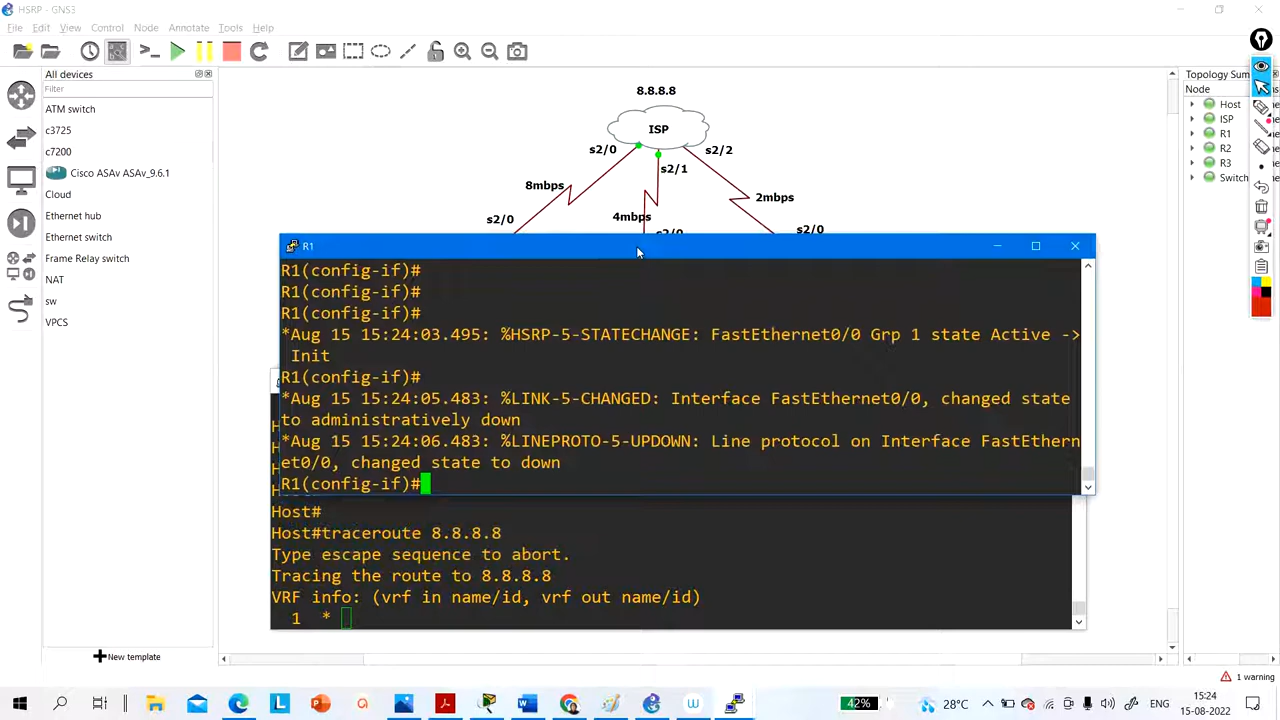 HSRP - GNS3
File Edit View Control Node Annotate Tools Help
All devices
Filter
ATM switch
c3725
c7200
Cisco ASAv ASAv_9.6.1
Cloud
Ethernet hub
Ethernet switch
Frame Relay switch
NAT
sw
VPCS
New template
8.8.8.8
ISP
s2/0
s2/2
s2/1
8mbps
2mbps
4mbps
s2/0
s2/0
s2/0
R1
R1(config-if)#
R1(config-if)#
R1(config-if)#
*Aug 15 15:24:03.495: %HSRP-5-STATECHANGE: FastEthernet0/0 Grp 1 state Active ->
Init
R1(config-if)#
*Aug 15 15:24:05.483: %LINK-5-CHANGED: Interface FastEthernet0/0, changed state
to administratively down
*Aug 15 15:24:06.483: %LINEPROTO-5-UPDOWN: Line protocol on Interface FastEthern
et0/0, changed state to down
R1(config-if)#
Host#
Host#traceroute 8.8.8.8
Type escape sequence to abort.
Tracing the route to 8.8.8.8
VRF info: (vrf in name/id, vrf out name/id)
1 *
Topology Sum
Node
Host
ISP
R1
R2
R3
Switch
1 warning
42%
28°C
ENG
15:24
15-08-2022